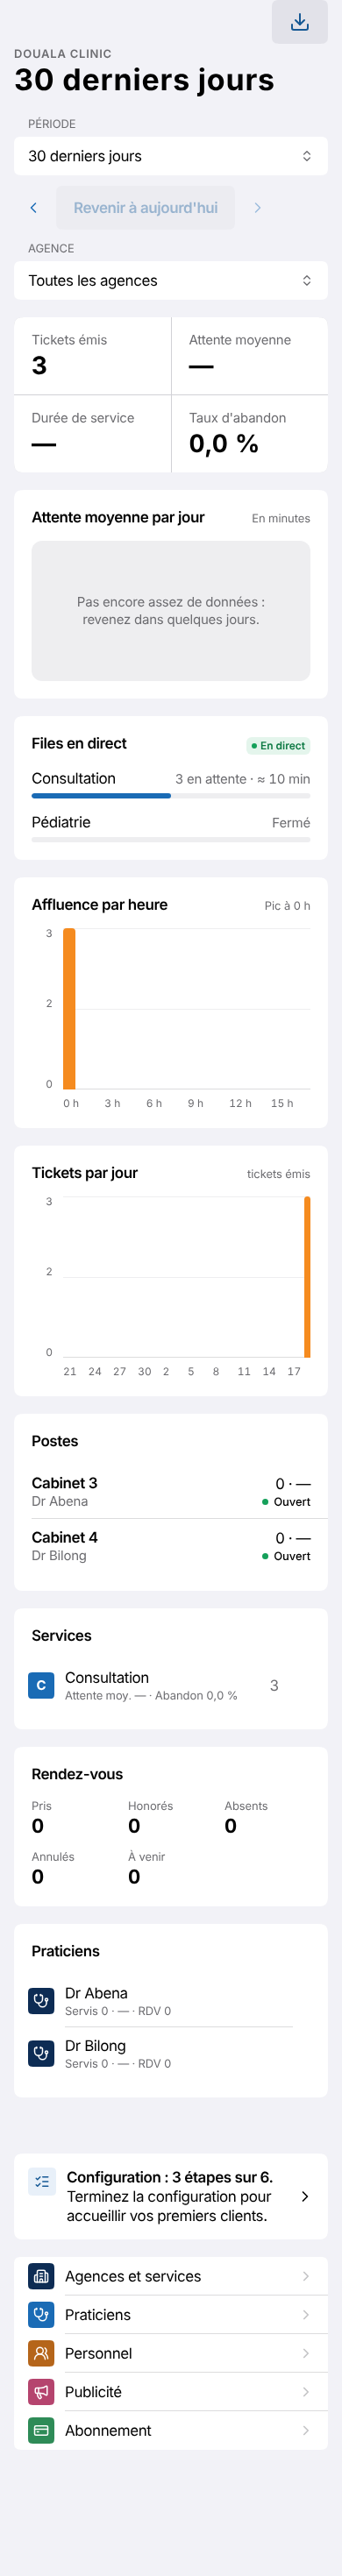 DOUALA CLINIC
30 derniers jours
PÉRIODE
30 derniers jours
Revenir à aujourd'hui
AGENCE
Toutes les agences
Tickets émis
3
Attente moyenne
—
Durée de service
—
Taux d'abandon
0,0 %
Attente moyenne par jour
En minutes
Pas encore assez de données :
revenez dans quelques jours.
Files en direct
En direct
Consultation
3 en attente · ≈ 10 min
Pédiatrie
Fermé
Affluence par heure
Pic à 0 h
3
2
0
0 h 3 h 6 h 9 h 12 h 15 h
Tickets par jour
tickets émis
3
2
0
21 24 27 30 2 5 8 11 14 17
Postes
Cabinet 3
0 · —
Dr Abena
Ouvert
Cabinet 4
0 · —
Dr Bilong
Ouvert
Services
C
Consultation
Attente moy. — · Abandon 0,0 %
3
Rendez-vous
Pris
0
Honorés
0
Absents
0
Annulés
0
À venir
0
Praticiens
Dr Abena
Servis 0 · — · RDV 0
Dr Bilong
Servis 0 · — · RDV 0
Configuration : 3 étapes sur 6.
Terminez la configuration pour
accueillir vos premiers clients.
Agences et services
Praticiens
Personnel
Publicité
Abonnement